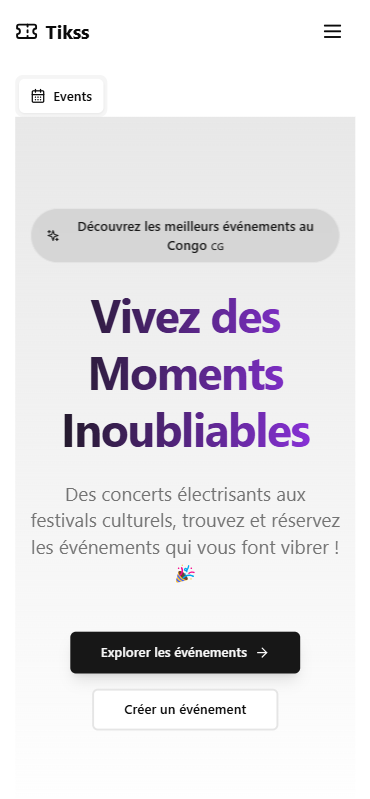 Tikss
Events
Découvrez les meilleurs événements au
Congo CG
Vivez des
Moments
Inoubliables
Des concerts électrisants aux
festivals culturels, trouvez et réservez
les événements qui vous font vibrer !
🎉
Explorer les événements →
Créer un événement